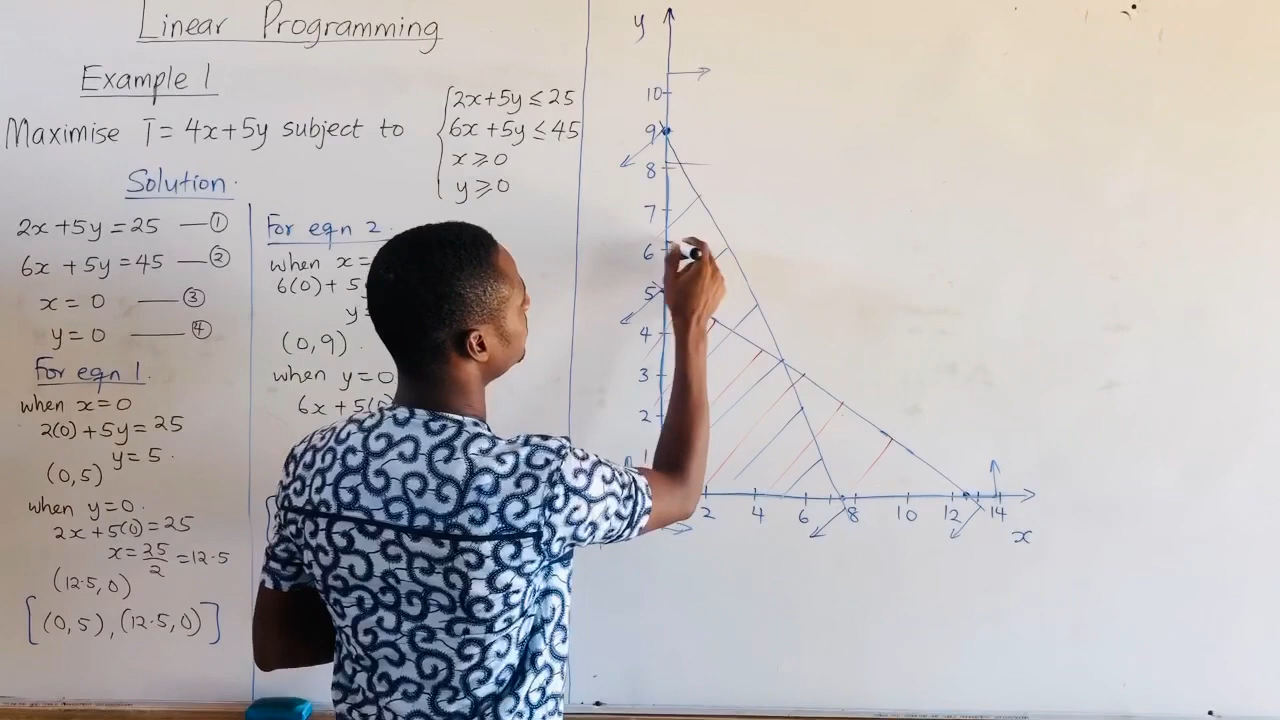 Linear Programming
Example 1
Maximise T = 4x+5y subject to
2x+5y ≤ 25
6x+5y ≤ 45
x ≥ 0
y ≥ 0
Solution.
2x+5y = 25 —①
6x + 5y = 45 —②
x = 0 —③
y = 0 —④
For eqn 1.
when x = 0
2(0) + 5y = 25
y = 5.
(0, 5)
when y = 0.
2x + 5(0) = 25
x = 25/2 = 12·5
(12·5, 0)
[(0, 5), (12·5, 0)]
For eqn 2.
when x =
6(0) + 5
y
(0, 9).
when y = 0
6x + 5(0
y
10
9
8
7
6
5
4
3
2
1
2 4 6 8 10 12 14
x